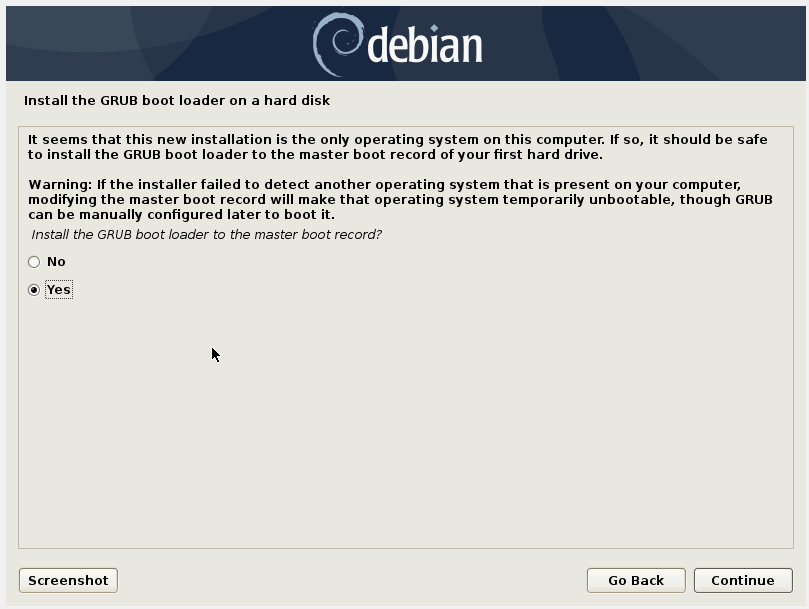 debian
Install the GRUB boot loader on a hard disk
It seems that this new installation is the only operating system on this computer. If so, it should be safe
to install the GRUB boot loader to the master boot record of your first hard drive.
Warning: If the installer failed to detect another operating system that is present on your computer,
modifying the master boot record will make that operating system temporarily unbootable, though GRUB
can be manually configured later to boot it.
Install the GRUB boot loader to the master boot record?
No
Yes
Screenshot Go Back Continue